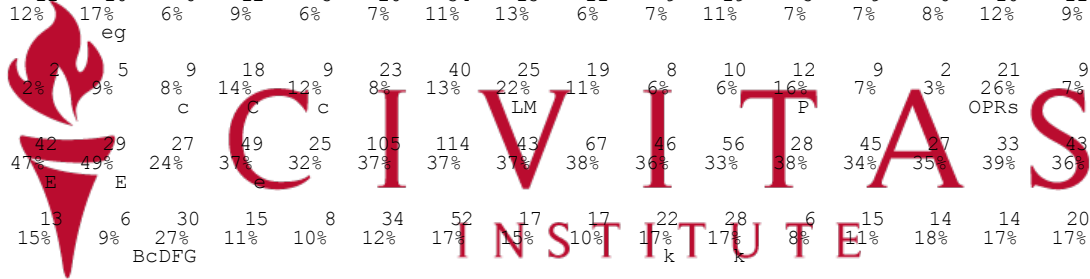 12% 17% 6% 9% 6% 7% 11% 13% 6% 7% 11% 7% 7% 8% 12% 9%
eg
2 5 9 18 9 23 40 25 19 8 10 12 9 2 21 9
2% 9% 8% 14% 12% 8% 13% 22% 11% 6% 6% 16% 7% 3% 26% 7%
c C c LM P OPRs
42 29 27 49 25 105 114 43 67 46 56 28 45 27 33 43
47% 49% 24% 37% 32% 37% 37% 37% 38% 36% 33% 38% 34% 35% 39% 36%
E E e
13 6 30 15 8 34 52 17 17 22 28 6 15 14 14 20
15% 9% 27% 11% 10% 12% 17% 15% 10% 17% 17% 8% 11% 18% 17% 17%
BcDFG k k
CIVITAS
INSTITUTE